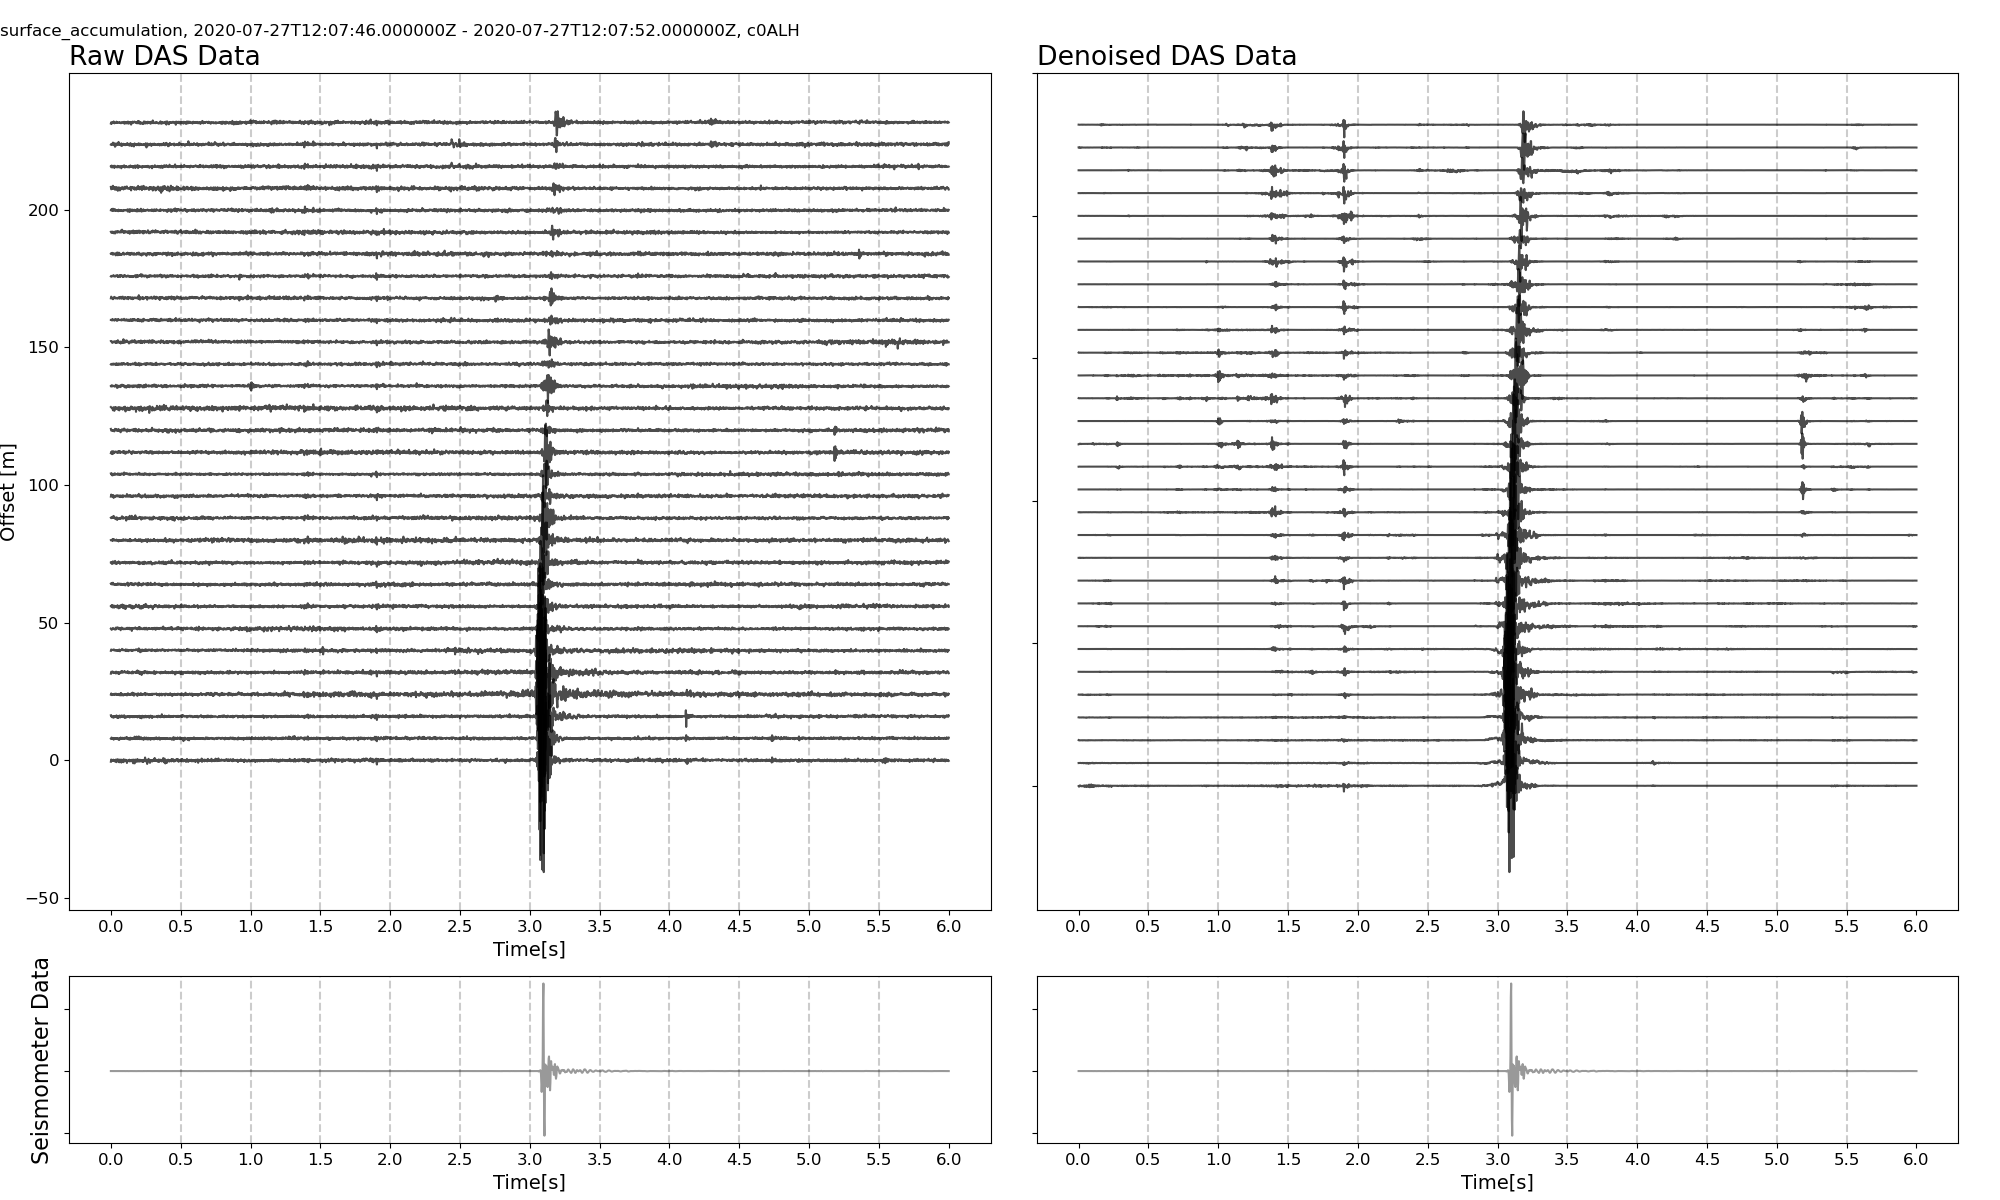 surface_accumulation, 2020-07-27T12:07:46.000000Z - 2020-07-27T12:07:52.000000Z, c0ALH
Raw DAS Data
Denoised DAS Data
Offset [m]
200
150
100
50
0
−50
0.0 0.5 1.0 1.5 2.0 2.5 3.0 3.5 4.0 4.5 5.0 5.5 6.0
Time[s]
0.0 0.5 1.0 1.5 2.0 2.5 3.0 3.5 4.0 4.5 5.0 5.5 6.0
Seismometer Data
0.0 0.5 1.0 1.5 2.0 2.5 3.0 3.5 4.0 4.5 5.0 5.5 6.0
Time[s]
0.0 0.5 1.0 1.5 2.0 2.5 3.0 3.5 4.0 4.5 5.0 5.5 6.0
Time[s]